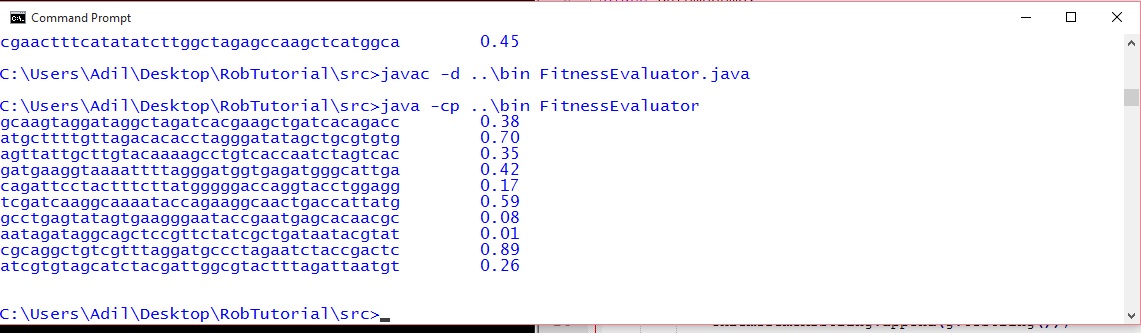 Command Prompt
cgaactttcatatatcttggctagagccaagctcatggca 0.45
C:\Users\Adil\Desktop\RobTutorial\src>javac -d ..\bin FitnessEvaluator.java
C:\Users\Adil\Desktop\RobTutorial\src>java -cp ..\bin FitnessEvaluator
gcaagtaggataggctagatcacgaagctgatcacagacc 0.38
atgcttttgttagacacacctagggatatagctgcgtgtg 0.70
agttattgcttgtacaaaagcctgtcaccaatctagtcac 0.35
gatgaaggtaaaattttagggatggtgagatgggcattga 0.42
cagattcctactttcttatgggggaccaggtacctggagg 0.17
tcgatcaaggcaaaataccagaaggcaactgaccattatg 0.59
gcctgagtatagtgaagggaataccgaatgagcacaacgc 0.08
aatagataggcagctccgttctatcgctgataatacgtat 0.01
cgcaggctgtcgtttaggatgccctagaatctaccgactc 0.89
atcgtgtagcatctacgattggcgtactttagattaatgt 0.26
C:\Users\Adil\Desktop\RobTutorial\src>